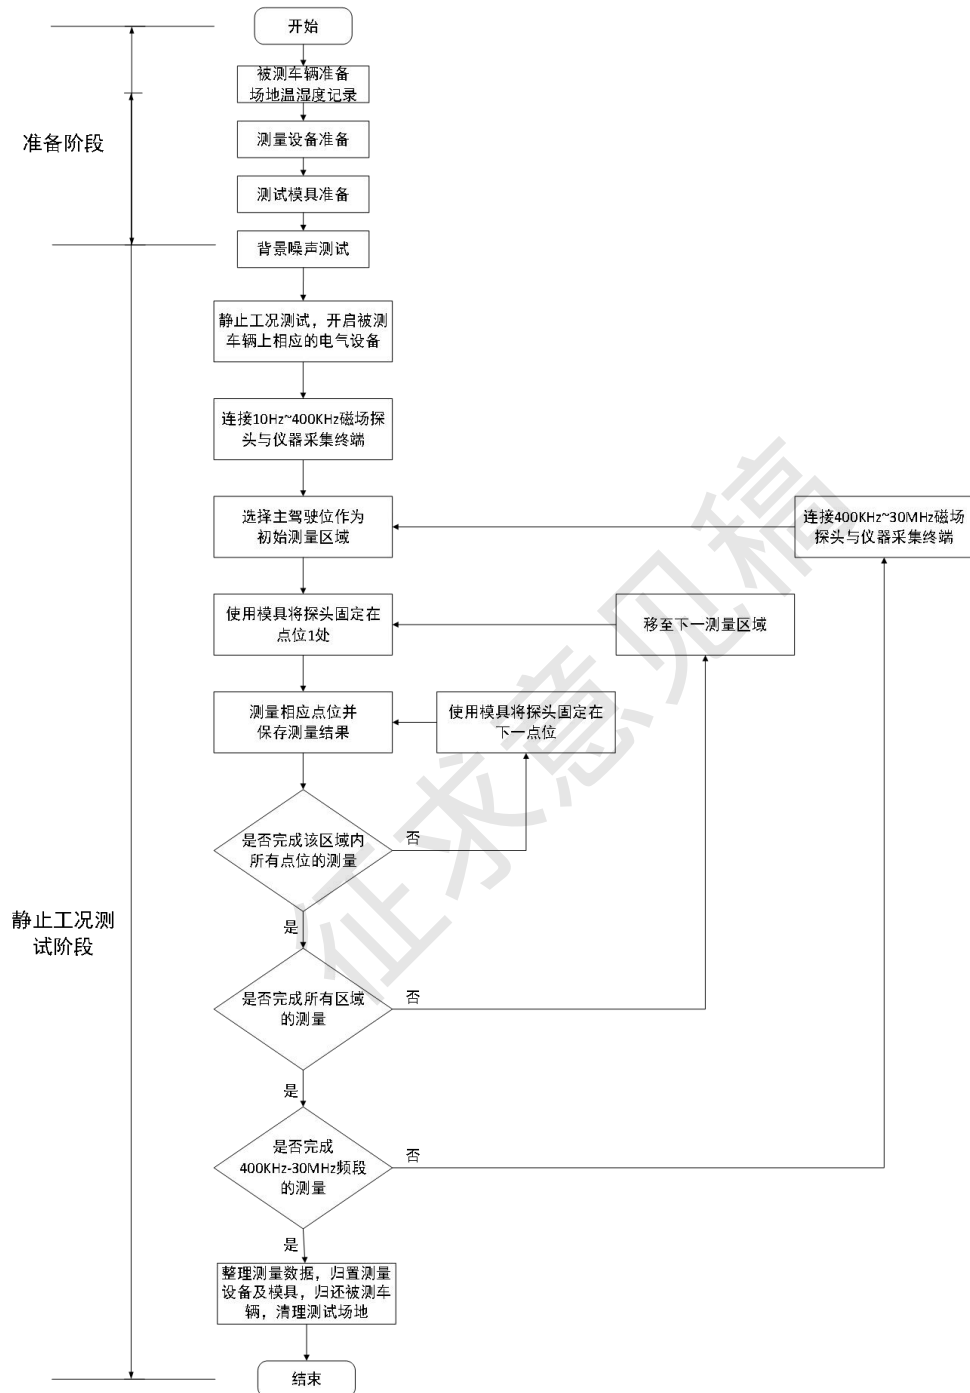 开始
被测车辆准备
场地温湿度记录
准备阶段
测量设备准备
测试模具准备
背景噪声测试
静止工况测试，开启被测
车辆上相应的电气设备
连接10Hz~400KHz磁场探
头与仪器采集终端
选择主驾驶位作为
初始测量区域
连接400KHz~30MHz磁场
探头与仪器采集终端
使用模具将探头固定在
点位1处
移至下一测量区域
测量相应点位并
保存测量结果
使用模具将探头固定在
下一点位
是否完成该区域内
所有点位的测量
否
是
静止工况测
试阶段
是否完成所有区域
的测量
否
是
是否完成
400KHz-30MHz频段
的测量
否
是
整理测量数据，归置测量
设备及模具，归还被测车
辆，清理测试场地
结束
征求意见稿